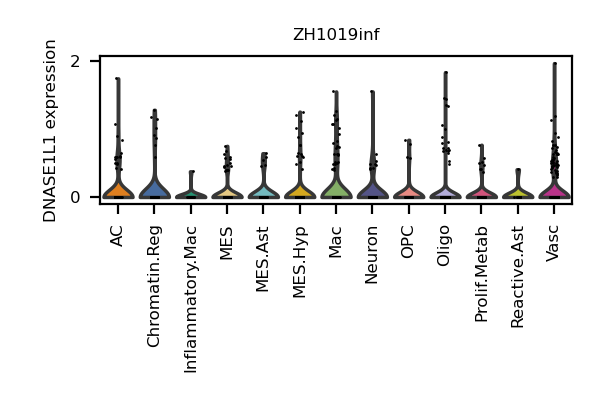 ZH1019inf
DNASE1L1 expression
2
0
AC
Chromatin.Reg
Inflammatory.Mac
MES
MES.Ast
MES.Hyp
Mac
Neuron
OPC
Oligo
Prolif.Metab
Reactive.Ast
Vasc